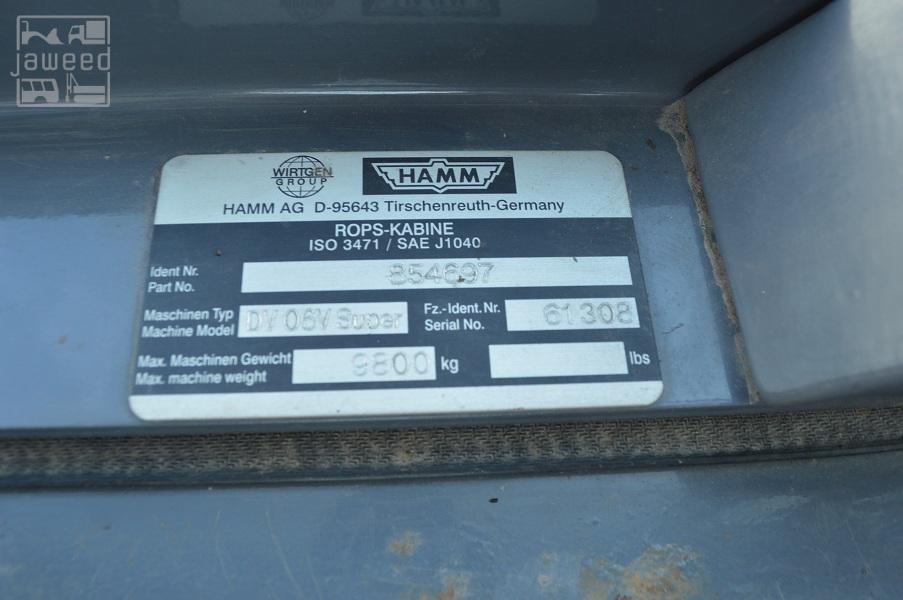 jaweed
HAMM
WIRTGEN
GROUP
HAMM
HAMM AG D-95643 Tirschenreuth-Germany
ROPS-KABINE
ISO 3471 / SAE J1040
Ident Nr. 854697
Part No.
Maschinen Typ DV 06V Super Fz.-Ident. Nr. 61308
Machine Model Serial No.
Max. Maschinen Gewicht 9800 kg lbs
Max. machine weight